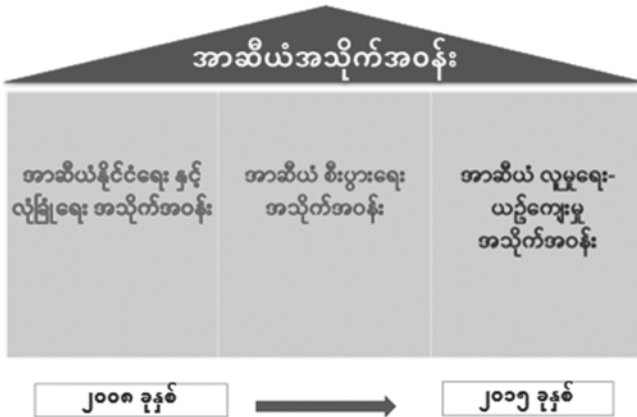 အာဆီယံအသိုက်အဝန်း
အာဆီယံနိုင်ငံရေး နှင့်
လုံခြုံရေး အသိုက်အဝန်း
အာဆီယံ စီးပွားရေး
အသိုက်အဝန်း
အာဆီယံ လူမှုရေး-
ယဉ်ကျေးမှု
အသိုက်အဝန်း
၂၀၀၈ ခုနှစ်
၂၀၁၅ ခုနှစ်